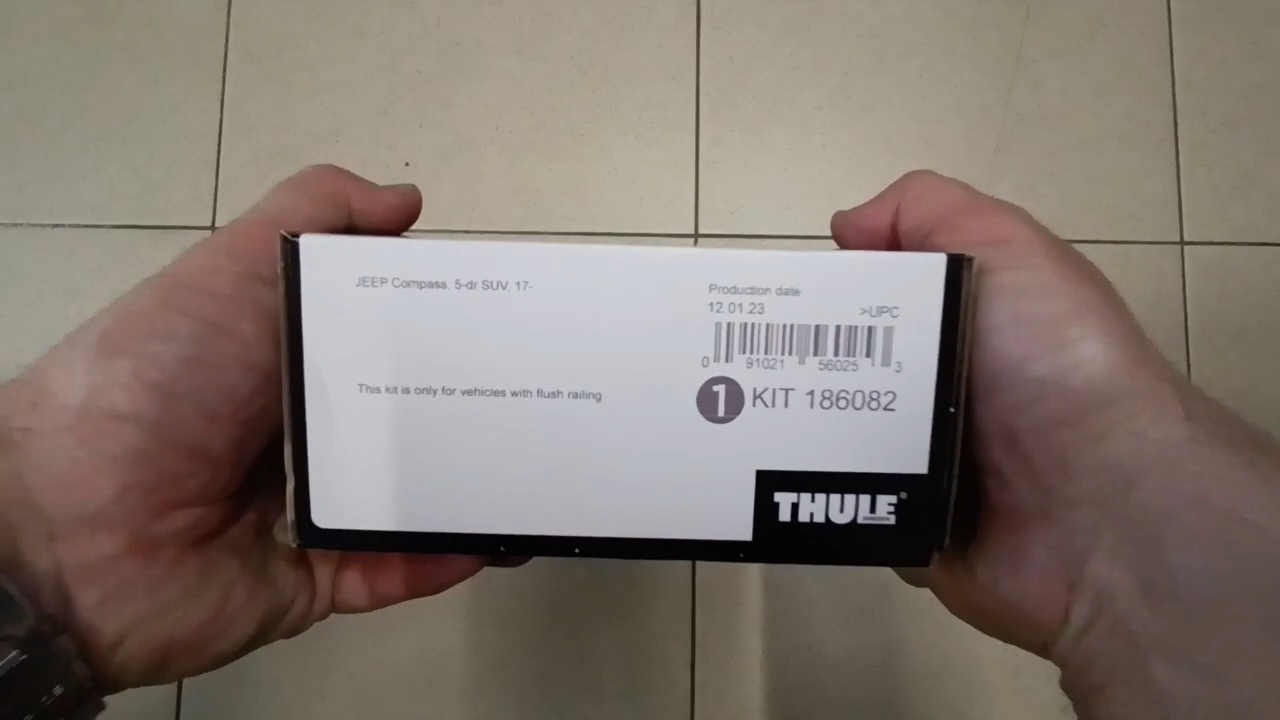 JEEP Compass, 5-dr SUV, 17-
This kit is only for vehicles with flush railing
Production date
12.01.23 >UPC
0 91021 56025 3
1 KIT 186082
THULE®
SWEDEN